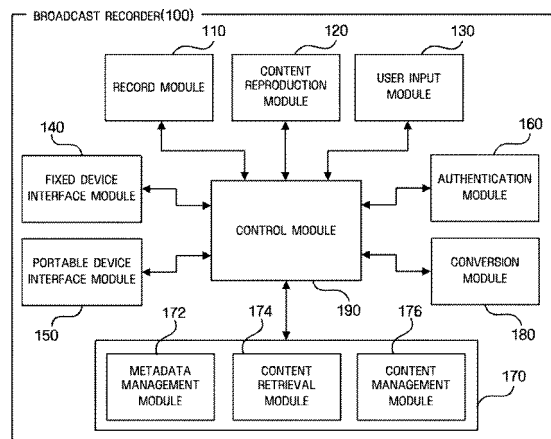 BROADCAST RECORDER(100)
110
120
130
RECORD MODULE
CONTENT
REPRODUCTION
MODULE
USER INPUT
MODULE
140
160
FIXED DEVICE
INTERFACE MODULE
AUTHENTICATION
MODULE
CONTROL MODULE
PORTABLE DEVICE
INTERFACE MODULE
CONVERSION
MODULE
150
172
174
190
176
180
METADATA
MANAGEMENT
MODULE
CONTENT
RETRIEVAL MODULE
CONTENT
MANAGEMENT
MODULE
170